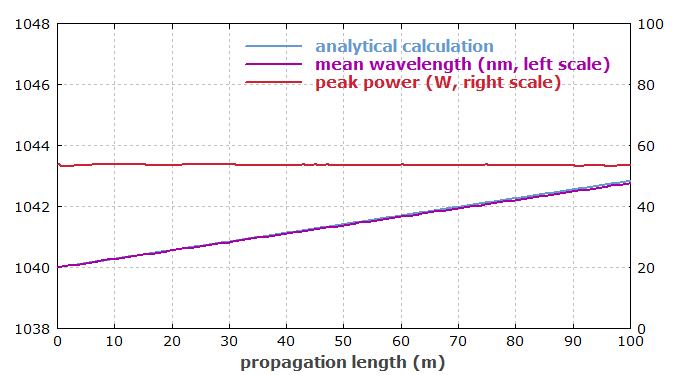 analytical calculation
mean wavelength (nm, left scale)
peak power (W, right scale)
1048
1046
1044
1042
1040
1038
100
80
60
40
20
0
0 10 20 30 40 50 60 70 80 90 100
propagation length (m)